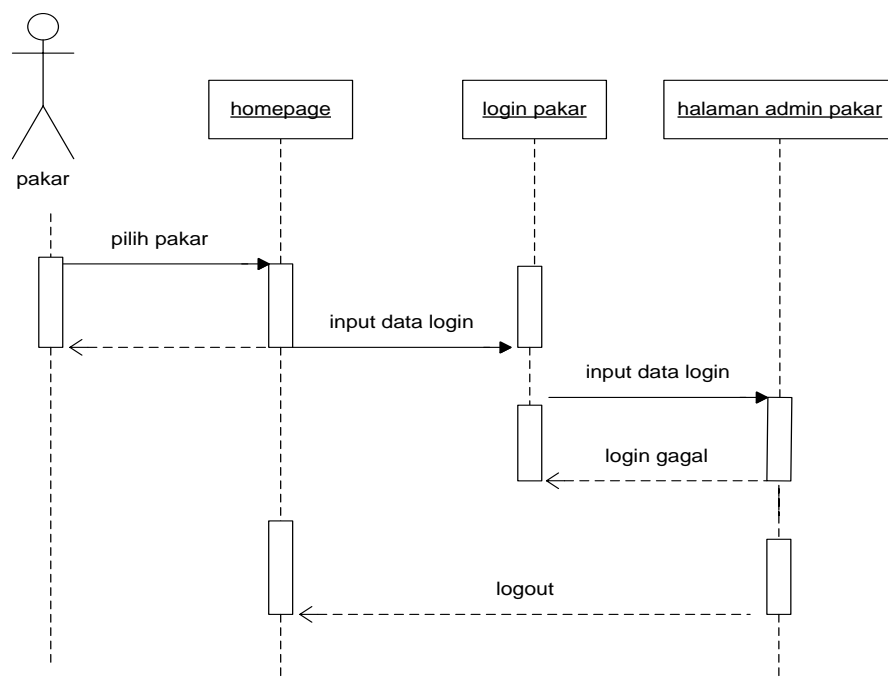 homepage
login pakar
halaman admin pakar
pakar
pilih pakar
input data login
input data login
login gagal
logout